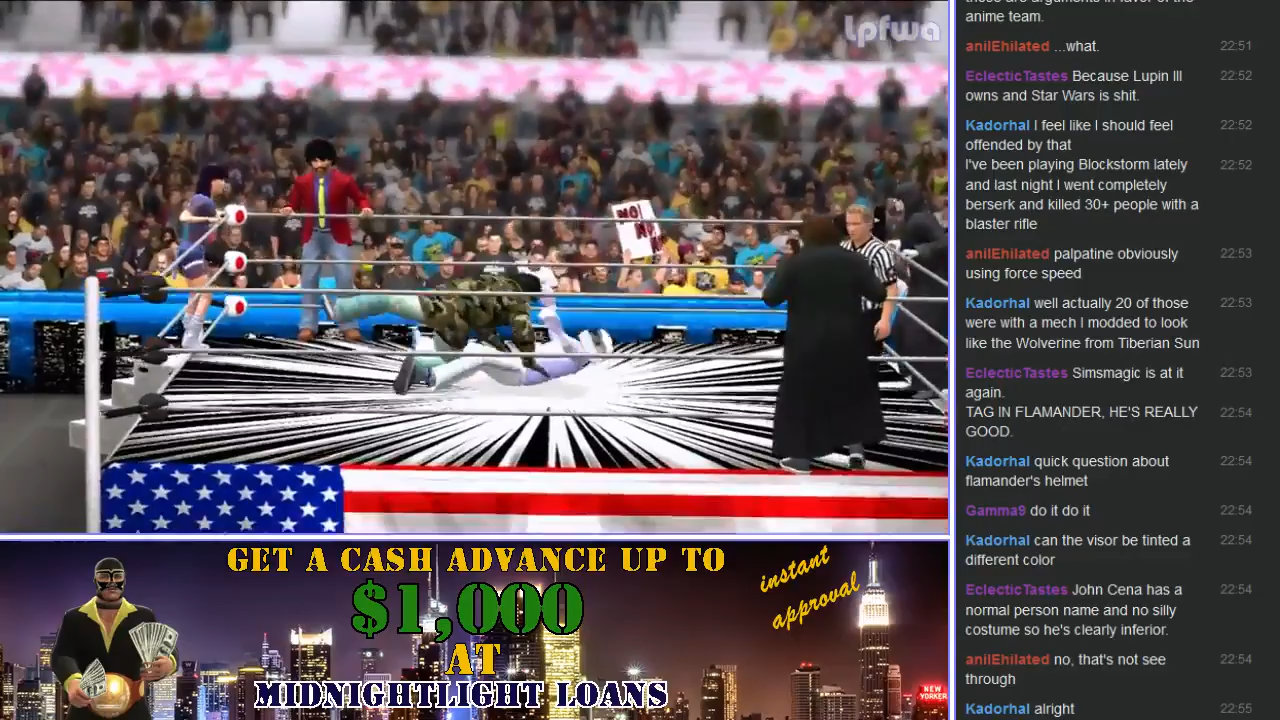 lpfwa
NO!
GET A CASH ADVANCE UP TO
$1,000
AT
MIDNIGHTLIGHT LOANS
instant
approval
NEW
YORKER
anime team.
anilEhilated ...what. 22:51
EclecticTastes Because Lupin III 22:52
owns and Star Wars is shit.
Kadorhal I feel like I should feel 22:52
offended by that
I've been playing Blockstorm lately 22:52
and last night I went completely
berserk and killed 30+ people with a
blaster rifle
anilEhilated palpatine obviously 22:53
using force speed
Kadorhal well actually 20 of those 22:53
were with a mech I modded to look
like the Wolverine from Tiberian Sun
EclecticTastes Simsmagic is at it 22:53
again.
TAG IN FLAMANDER, HE'S REALLY 22:54
GOOD.
Kadorhal quick question about 22:54
flamander's helmet
Gamma9 do it do it 22:54
Kadorhal can the visor be tinted a 22:54
different color
EclecticTastes John Cena has a 22:54
normal person name and no silly
costume so he's clearly inferior.
anilEhilated no, that's not see 22:54
through
Kadorhal alright 22:55